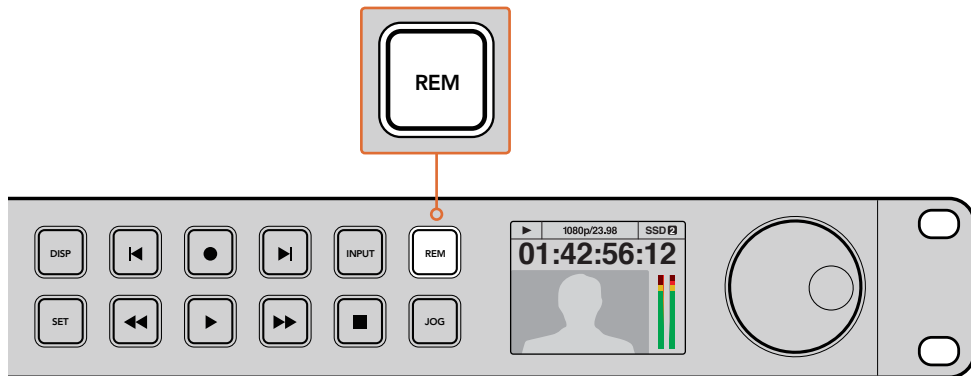 REM
DISP
INPUT
REM
1080p/23.98
SSD 2
01:42:56:12
SET
JOG